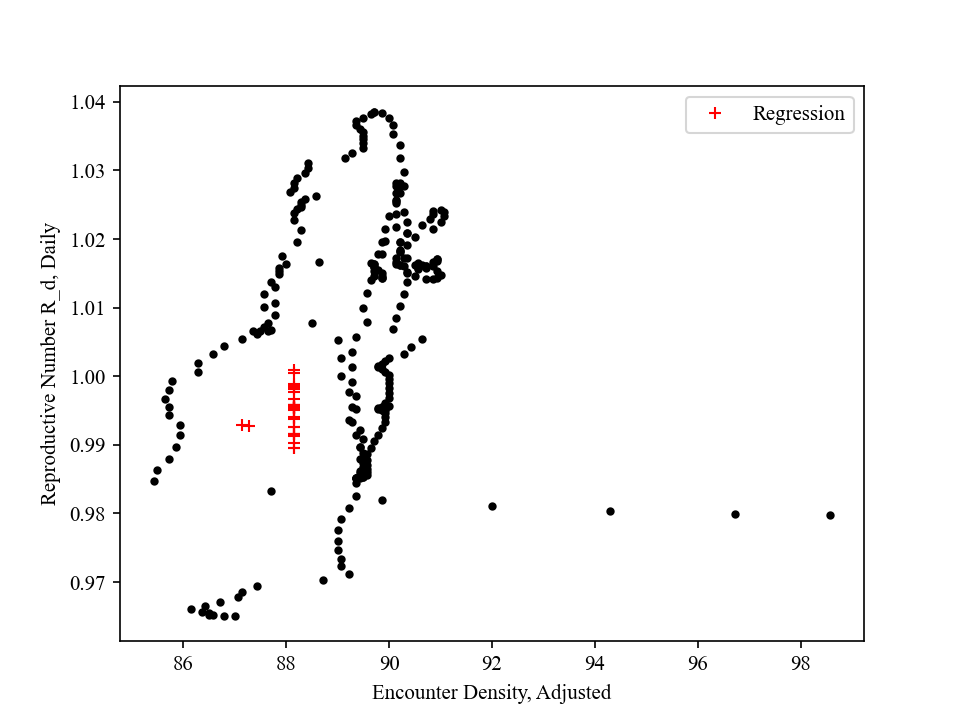 Regression
Reproductive Number R_d, Daily
1.04
1.03
1.02
1.01
1.00
0.99
0.98
0.97
86 88 90 92 94 96 98
Encounter Density, Adjusted